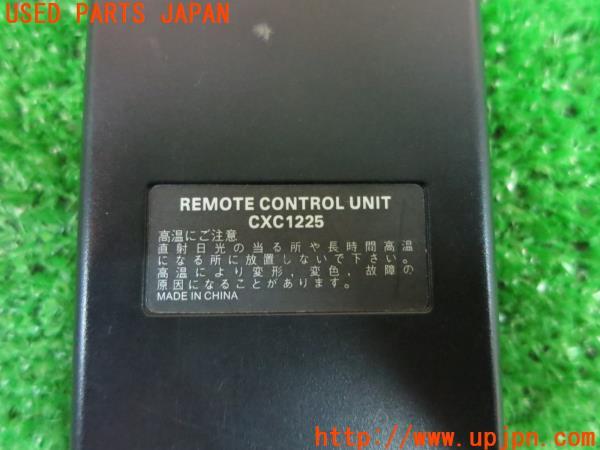 USED PARTS JAPAN
REMOTE CONTROL UNIT
CXC1225
高温にご注意
直射日光の当る所や長時間高温
になる所に放置しないで下さい。
高温により変形、変色、故障の
原因になることがあります。
MADE IN CHINA
http://www.upjpn.com